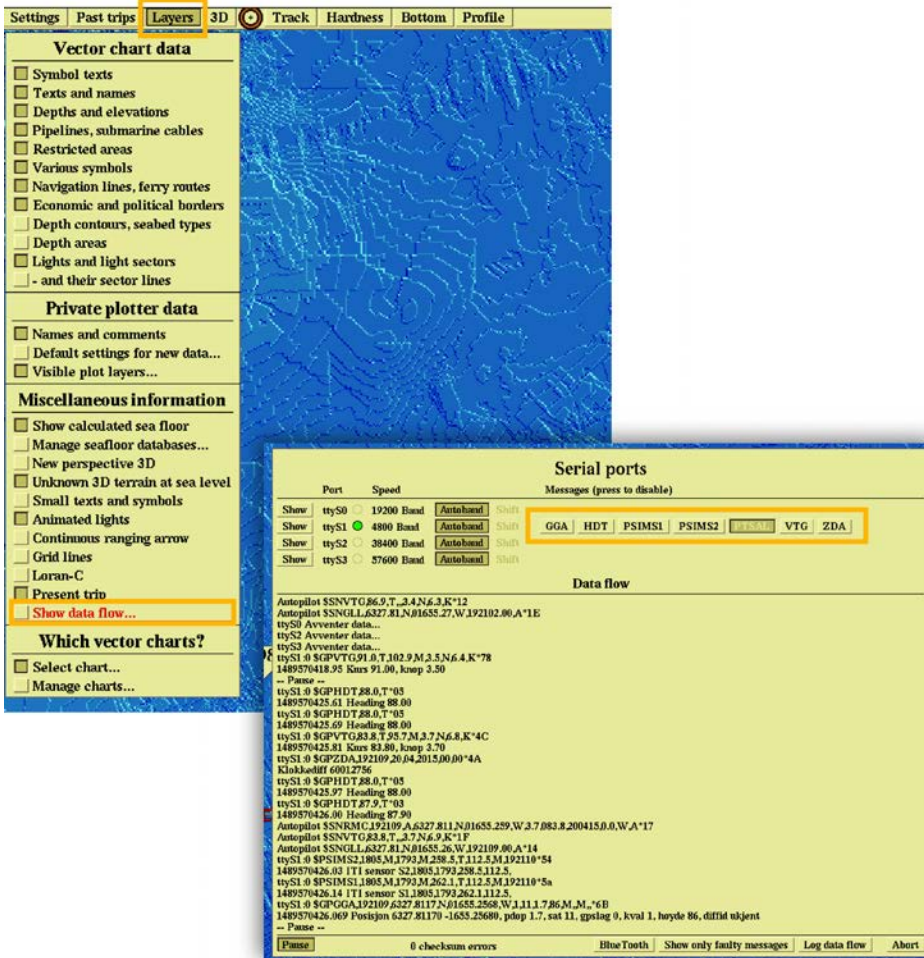 Settings Past trips Layers 3D Track Hardness Bottom Profile
Vector chart data
Symbol texts
Texts and names
Depths and elevations
Pipelines, submarine cables
Restricted areas
Various symbols
Navigation lines, ferry routes
Economic and political borders
Depth contours, seabed types
Depth areas
Lights and light sectors
- and their sector lines
Private plotter data
Names and comments
Default settings for new data...
Visible plot layers...
Miscellaneous information
Show calculated sea floor
Manage seafloor databases...
New perspective 3D
Unknown 3D terrain at sea level
Small texts and symbols
Animated lights
Continuous ranging arrow
Grid lines
Loran-C
Present trip
Show data flow...
Which vector charts?
Select chart...
Manage charts...
Serial ports
Port Speed Messages (press to disable)
Show ttyS0 19200 Baud Autobaud Shift
Show ttyS1 4800 Baud Autobaud Shift GGA HDT PSIMS1 PSIMS2 PTSAL VTG ZDA
Show ttyS2 38400 Baud Autobaud Shift
Show ttyS3 57600 Baud Autobaud Shift
Data flow
Autopilot $SNVTG,86.9,T,,,3.4,N,6.3,K*12
Autopilot $SNGLL,6327.81,N,01655.27,W,192102.00,A*1E
ttyS0 Avventer data...
ttyS2 Avventer data...
ttyS3 Avventer data...
ttyS1:0 $GPVTG,91.0,T,102.9,M,3.5,N,6.4,K*78
1489570418.95 Kurs 91.00, knop 3.50
-- Pause --
ttyS1:0 $GPHDT,88.0,T*05
1489570425.61 Heading 88.00
ttyS1:0 $GPHDT,88.0,T*05
1489570425.69 Heading 88.00
ttyS1:0 $GPVTG,83.8,T,95.7,M,3.7,N,6.8,K*4C
1489570425.81 Kurs 83.80, knop 3.70
ttyS1:0 $GPZDA,192109,20,04,2015,00,00*4A
Klokkediff 60012756
ttyS1:0 $GPHDT,88.0,T*05
1489570425.97 Heading 88.00
ttyS1:0 $GPHDT,87.9,T*03
1489570426.00 Heading 87.90
Autopilot $SNRMC,192109,A,6327.811,N,01655.259,W,3.7,083.8,200415,0.0,W,A*17
Autopilot $SNVTG,83.8,T,,,3.7,N,6.9,K*1F
Autopilot $SNGLL,6327.81,N,01655.26,W,192109.00,A*14
ttyS1:0 $PSIMS2,1805,M,1793,M,258.5,T,112.5,M,192110*54
1489570426.03 ITI sensor S2,1805,1793,258.5,112.5,
ttyS1:0 $PSIMS1,1805,M,1793,M,262.1,T,112.5,M,192110*5a
1489570426.14 ITI sensor S1,1805,1793,262.1,112.5,
ttyS1:0 $GPGGA,192109,6327.8117,N,01655.2568,W,1,11,1.7,86,M,,M,,*6B
1489570426.069 Posisjon 6327.81170 -1655.25680, pdop 1.7, sat 11, gpslag 0, kval 1, høyde 86, diffid ukjent
-- Pause --
Pause 0 checksum errors BlueTooth Show only faulty messages Log data flow Abort